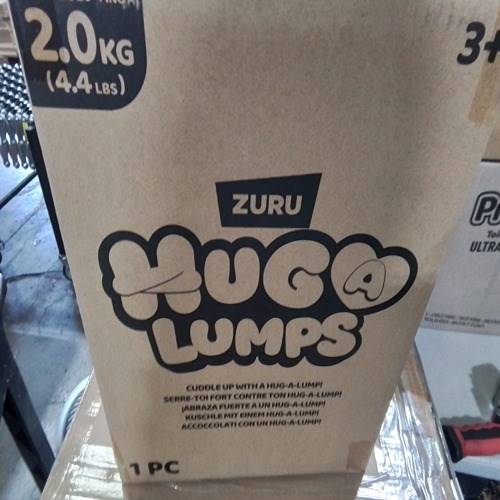 2.0KG
(4.4 LBS)
3+
ZURU
HUG A
LUMPS
CUDDLE UP WITH A HUG-A-LUMP!
SERRE-TOI FORT CONTRE TON HUG-A-LUMP!
¡ABRAZA FUERTE A UN HUG-A-LUMP!
KUSCHLE MIT EINEM HUG-A-LUMP!
ACCOCCOLATI CON UN HUG-A-LUMP!
1 PC
ULTRA